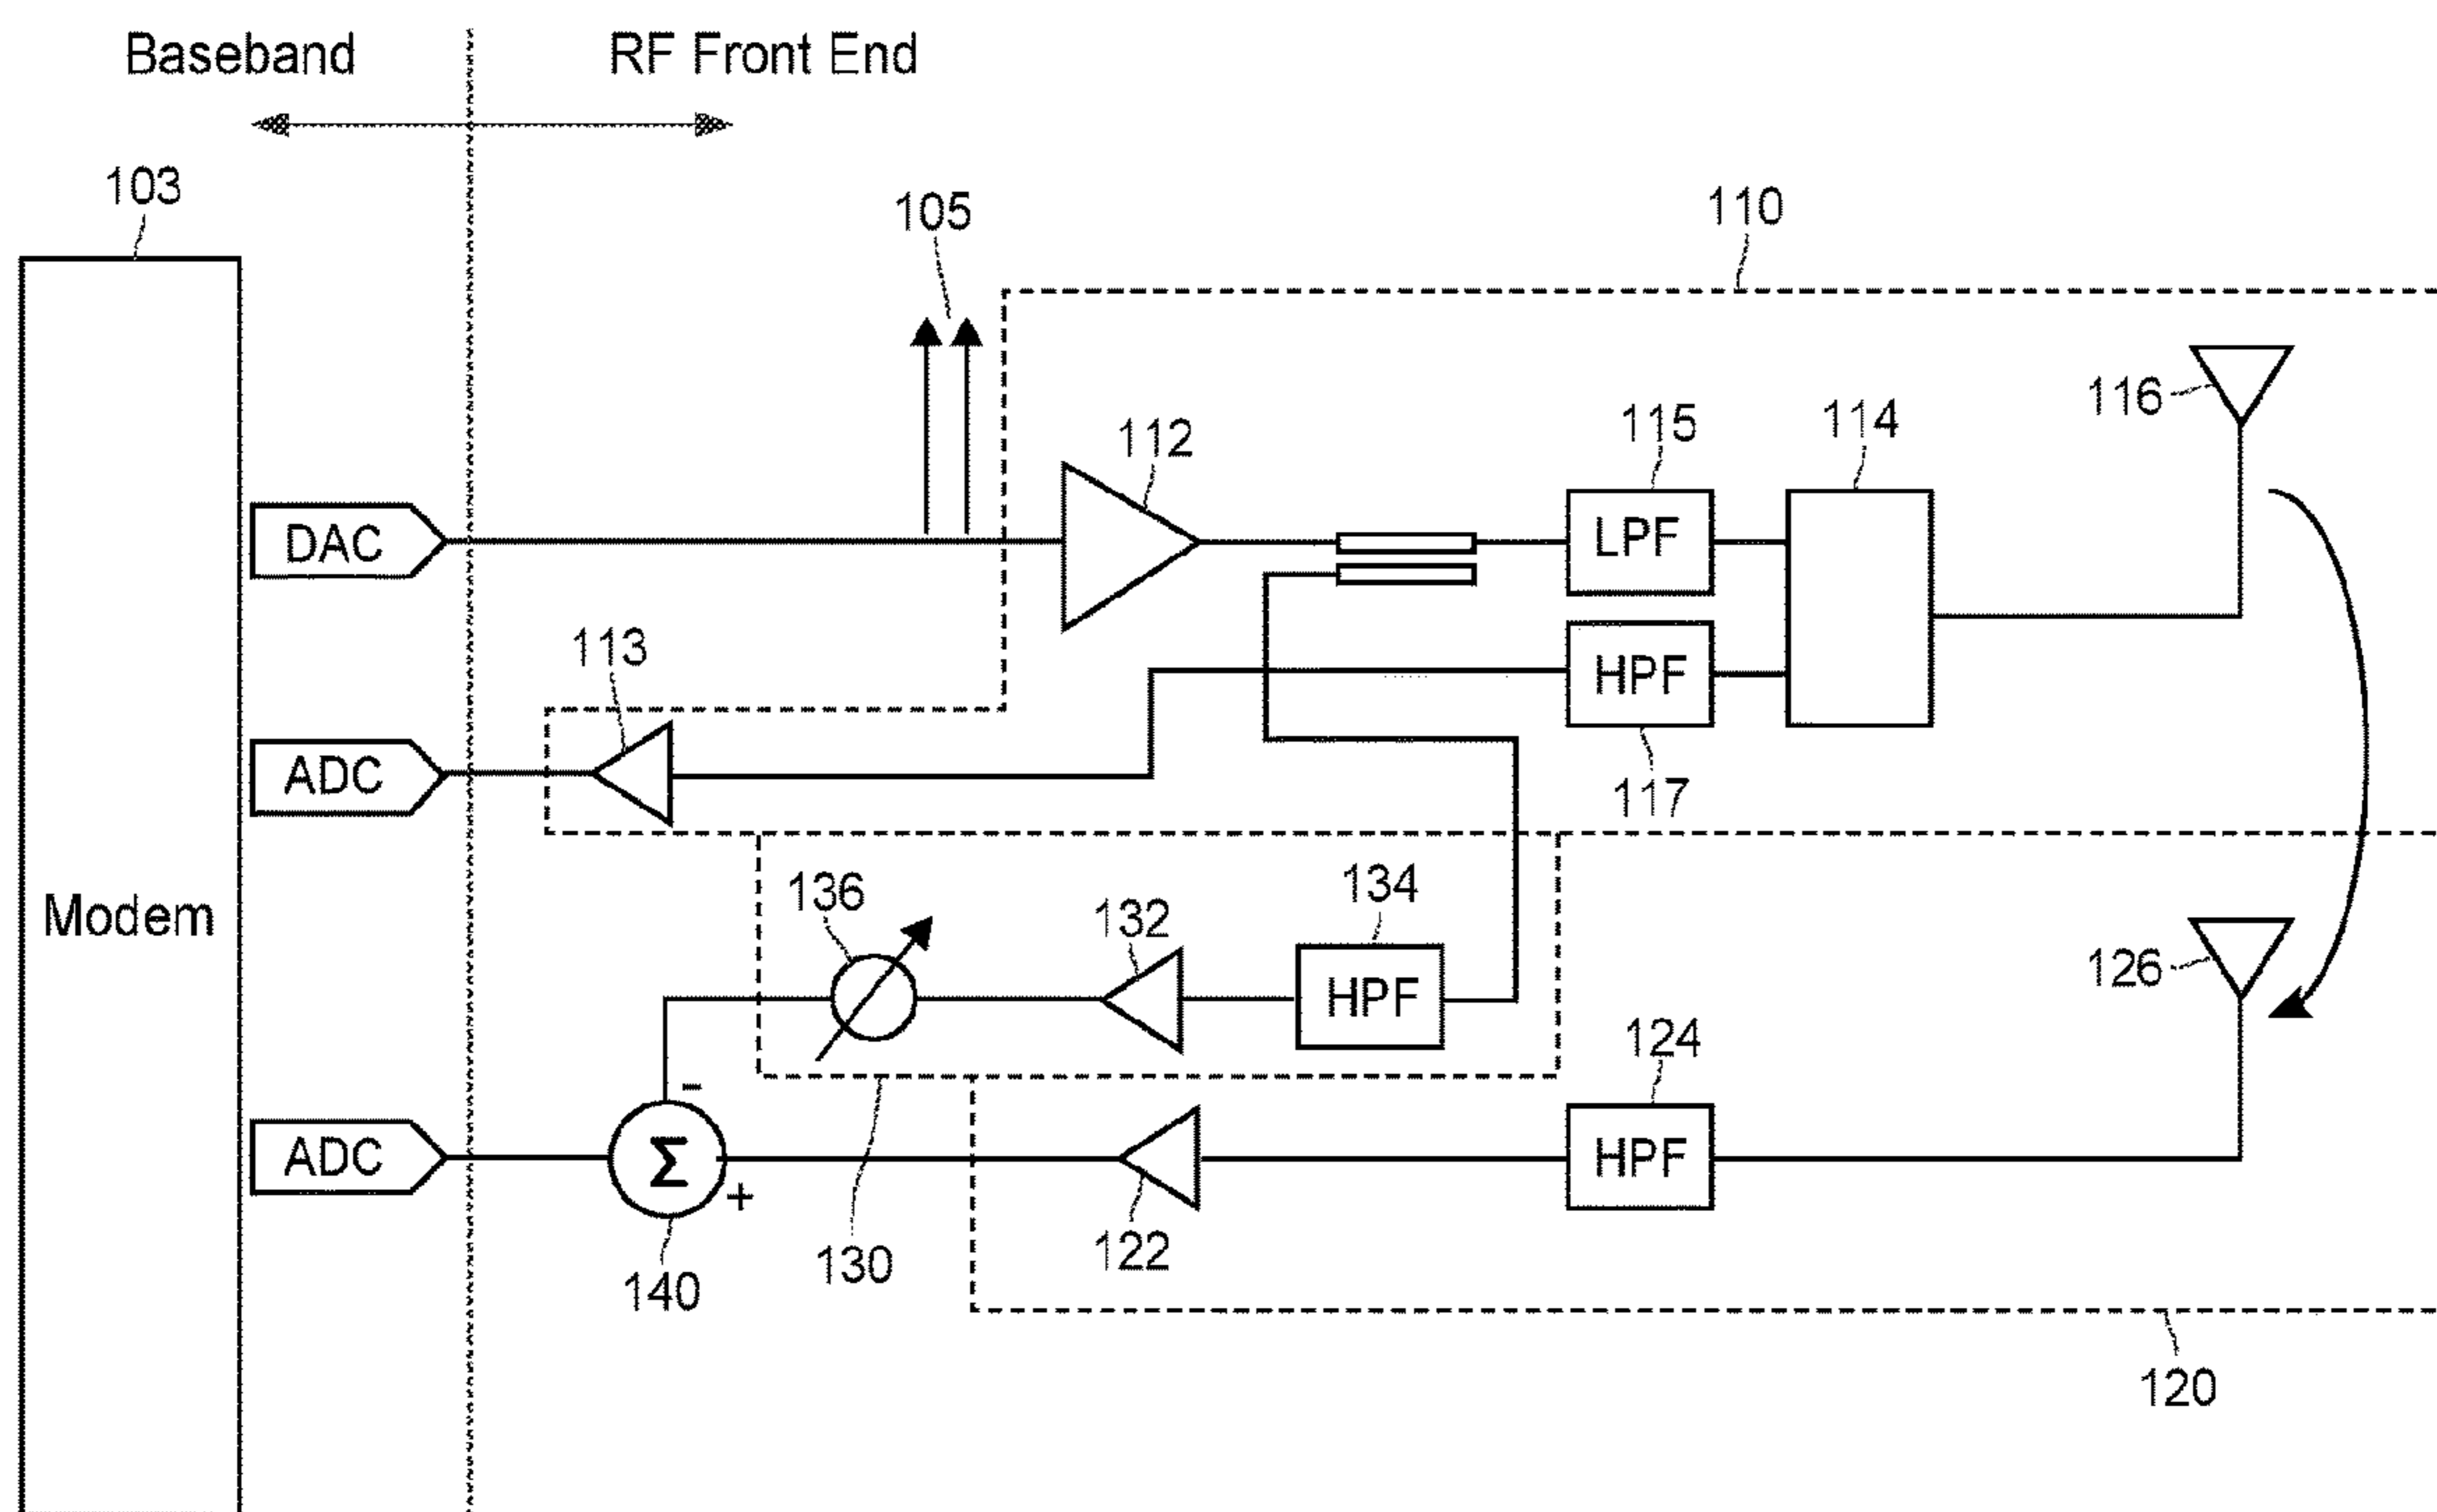 Baseband
RF Front End
103
105
110
116
112
115
114
DAC
LPF
113
HPF
ADC
117
136
132
134
Modem
HPF
126
124
-
ADC
Σ
+
HPF
122
130
140
120